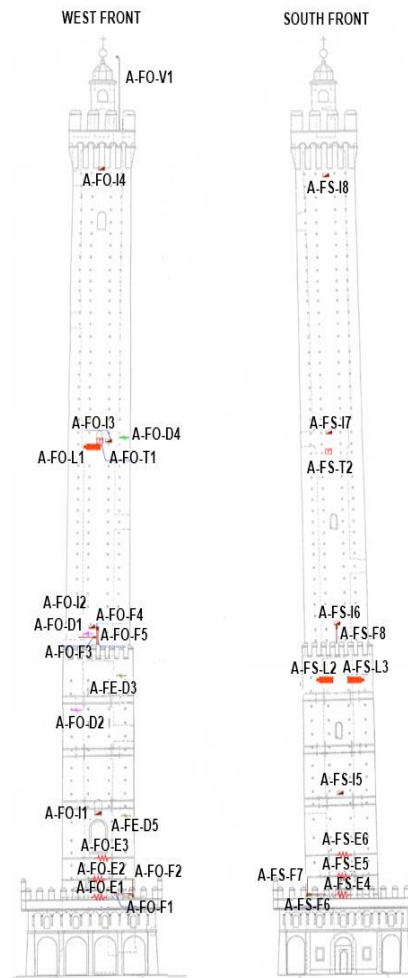 WEST FRONT
SOUTH FRONT
A-FO-V1
A-FO-I4
A-FS-I8
A-FO-I3
A-FO-D4
A-FO-L1
A-FO-T1
A-FS-I7
A-FS-T2
A-FO-I2
A-FO-F4
A-FO-D1
A-FO-F5
A-FO-F3
A-FE-D3
A-FO-D2
A-FS-I6
A-FS-F8
A-FS-L2
A-FS-L3
A-FO-I1
A-FE-D5
A-FO-E3
A-FO-E2
A-FO-F2
A-FO-E1
A-FO-F1
A-FS-I5
A-FS-E6
A-FS-E5
A-FS-F7
A-FS-E4
A-FS-F6